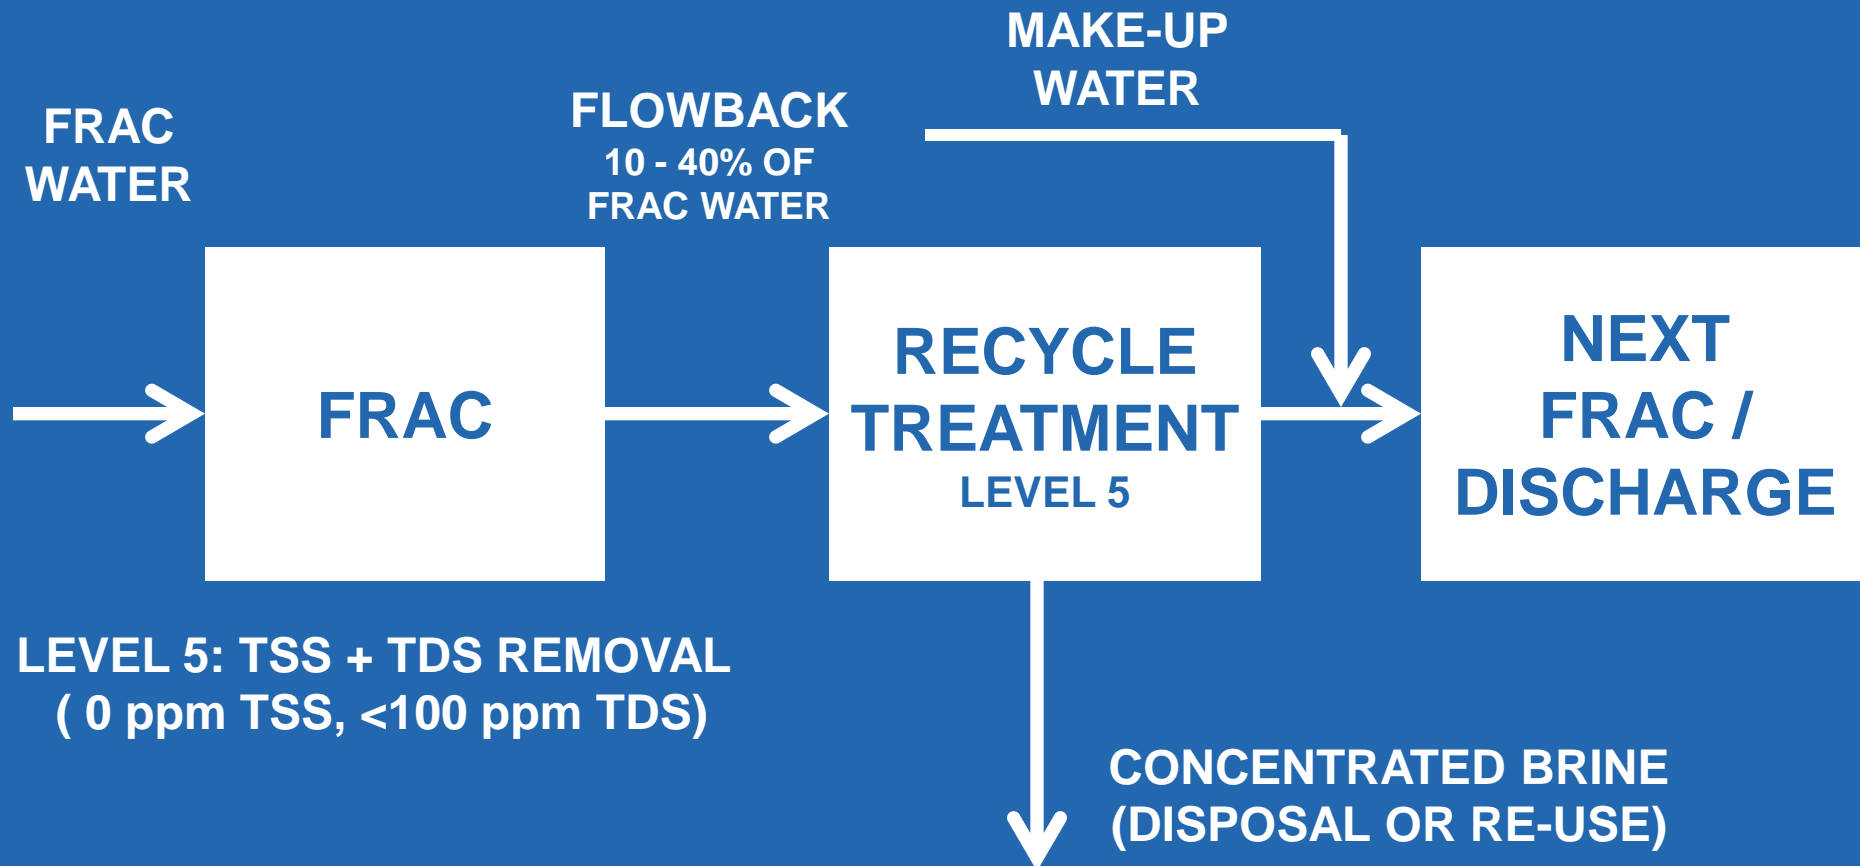 FRAC
WATER
FLOWBACK
10 - 40% OF
FRAC WATER
MAKE-UP
WATER
FRAC
RECYCLE
TREATMENT
LEVEL 5
NEXT
FRAC /
DISCHARGE
LEVEL 5: TSS + TDS REMOVAL
( 0 ppm TSS, <100 ppm TDS)
CONCENTRATED BRINE
(DISPOSAL OR RE-USE)